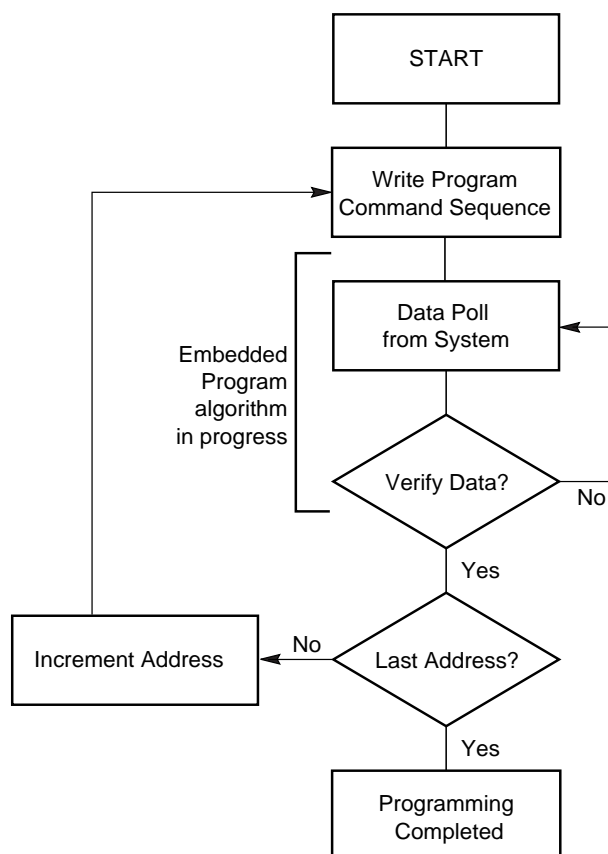 START
Write Program
Command Sequence
Data Poll
from System
Embedded
Program
algorithm
in progress
Verify Data?
No
Yes
Increment Address
No
Last Address?
Yes
Programming
Completed